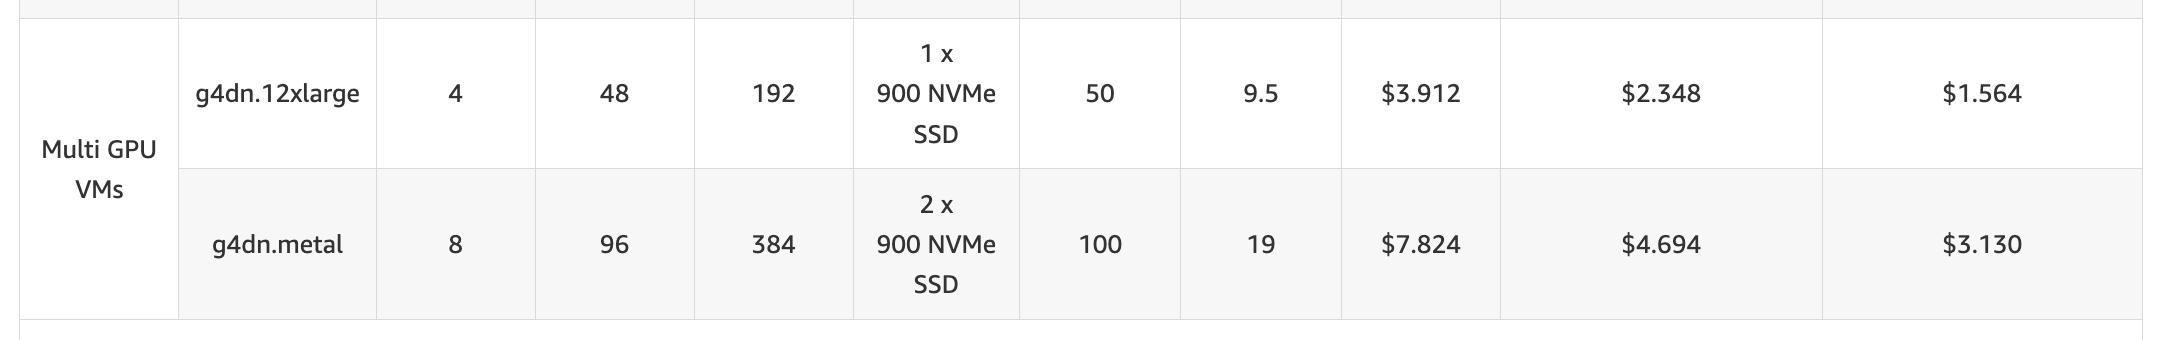 Multi GPU
VMs
g4dn.12xlarge
4
48
192
1 x
900 NVMe
SSD
50
9.5
$3.912
$2.348
$1.564
g4dn.metal
8
96
384
2 x
900 NVMe
SSD
100
19
$7.824
$4.694
$3.130